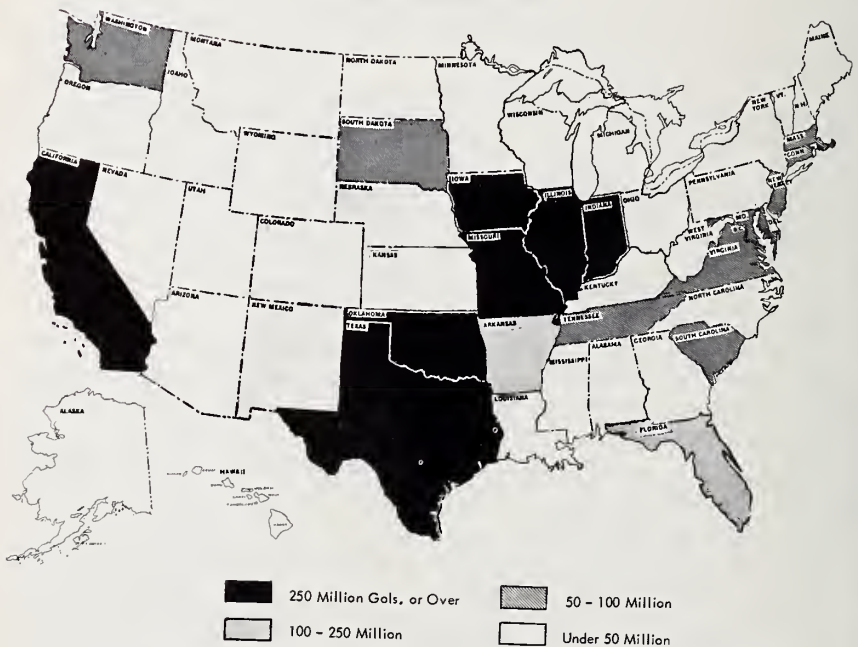 WASHINGTON
MONTANA
NORTH DAKOTA
MINNESOTA
MAINE
IDAHO
OREGON
SOUTH DAKOTA
WISCONSIN
MICHIGAN
NEW YORK
VT.
N.H.
MASS
CONN.
WYOMING
CALIFORNIA
NEVADA
UTAH
NEBRASKA
IOWA
ILLINOIS
INDIANA
OHIO
PENNSYLVANIA
NEW JERSEY
COLORADO
KANSAS
MISSOURI
WEST VIRGINIA
MD.
VIRGINIA
KENTUCKY
ARIZONA
NEW MEXICO
OKLAHOMA
TEXAS
ARKANSAS
TENNESSEE
NORTH CAROLINA
SOUTH CAROLINA
MISSISSIPPI
ALABAMA
GEORGIA
LOUISIANA
FLORIDA
ALASKA
HAWAII
250 Million Gals. or Over
50 - 100 Million
100 - 250 Million
Under 50 Million